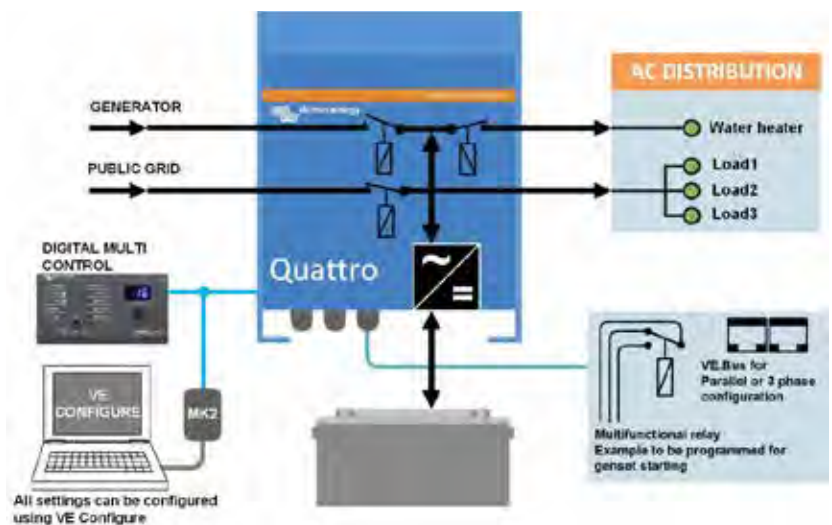 GENERATOR
PUBLIC GRID
AC DISTRIBUTION
Water heater
Load1
Load2
Load3
DIGITAL MULTI
CONTROL
Quattro
VE
CONFIGURE
MK2
All settings can be configured
using VE Configure
VE.Bus for
Parallel or 3 phase
configuration
Multifunctional relay
Example to be programmed for
genset starting